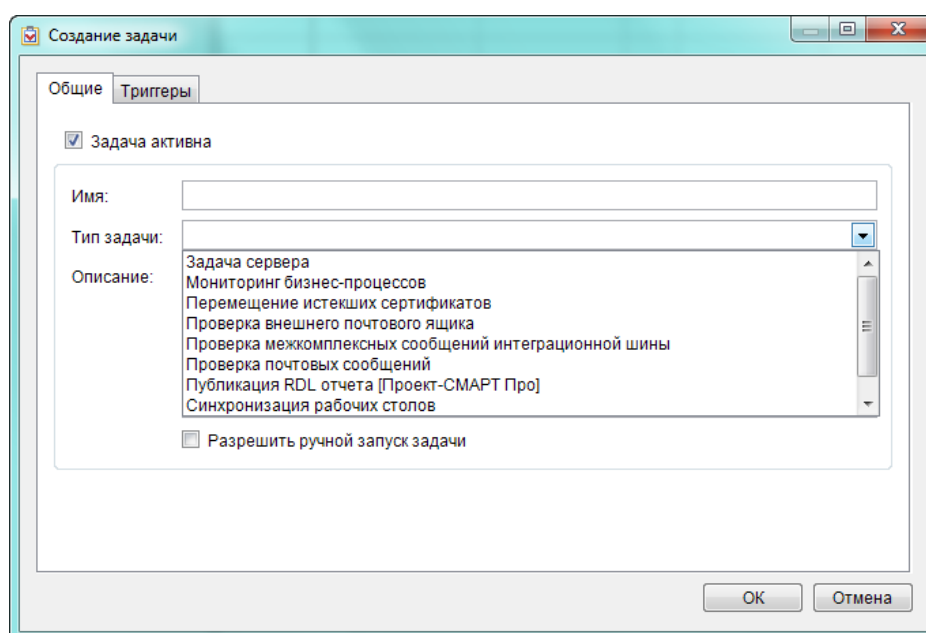 Создание задачи
Общие Триггеры
Задача активна
Имя:
Тип задачи:
Описание:
Задача сервера
Мониторинг бизнес-процессов
Перемещение истекших сертификатов
Проверка внешнего почтового ящика
Проверка межкомплексных сообщений интеграционной шины
Проверка почтовых сообщений
Публикация RDL отчета [Проект-СМАРТ Про]
Синхронизация рабочих столов
Разрешить ручной запуск задачи
ОК Отмена